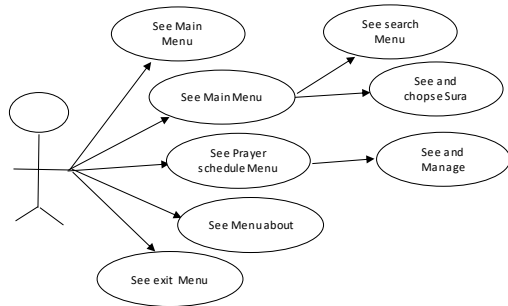 See Main
Menu
See search
Menu
See Main Menu
See and
chopse Sura
See Prayer
schedule Menu
See and
Manage
See Menu about
See exit Menu